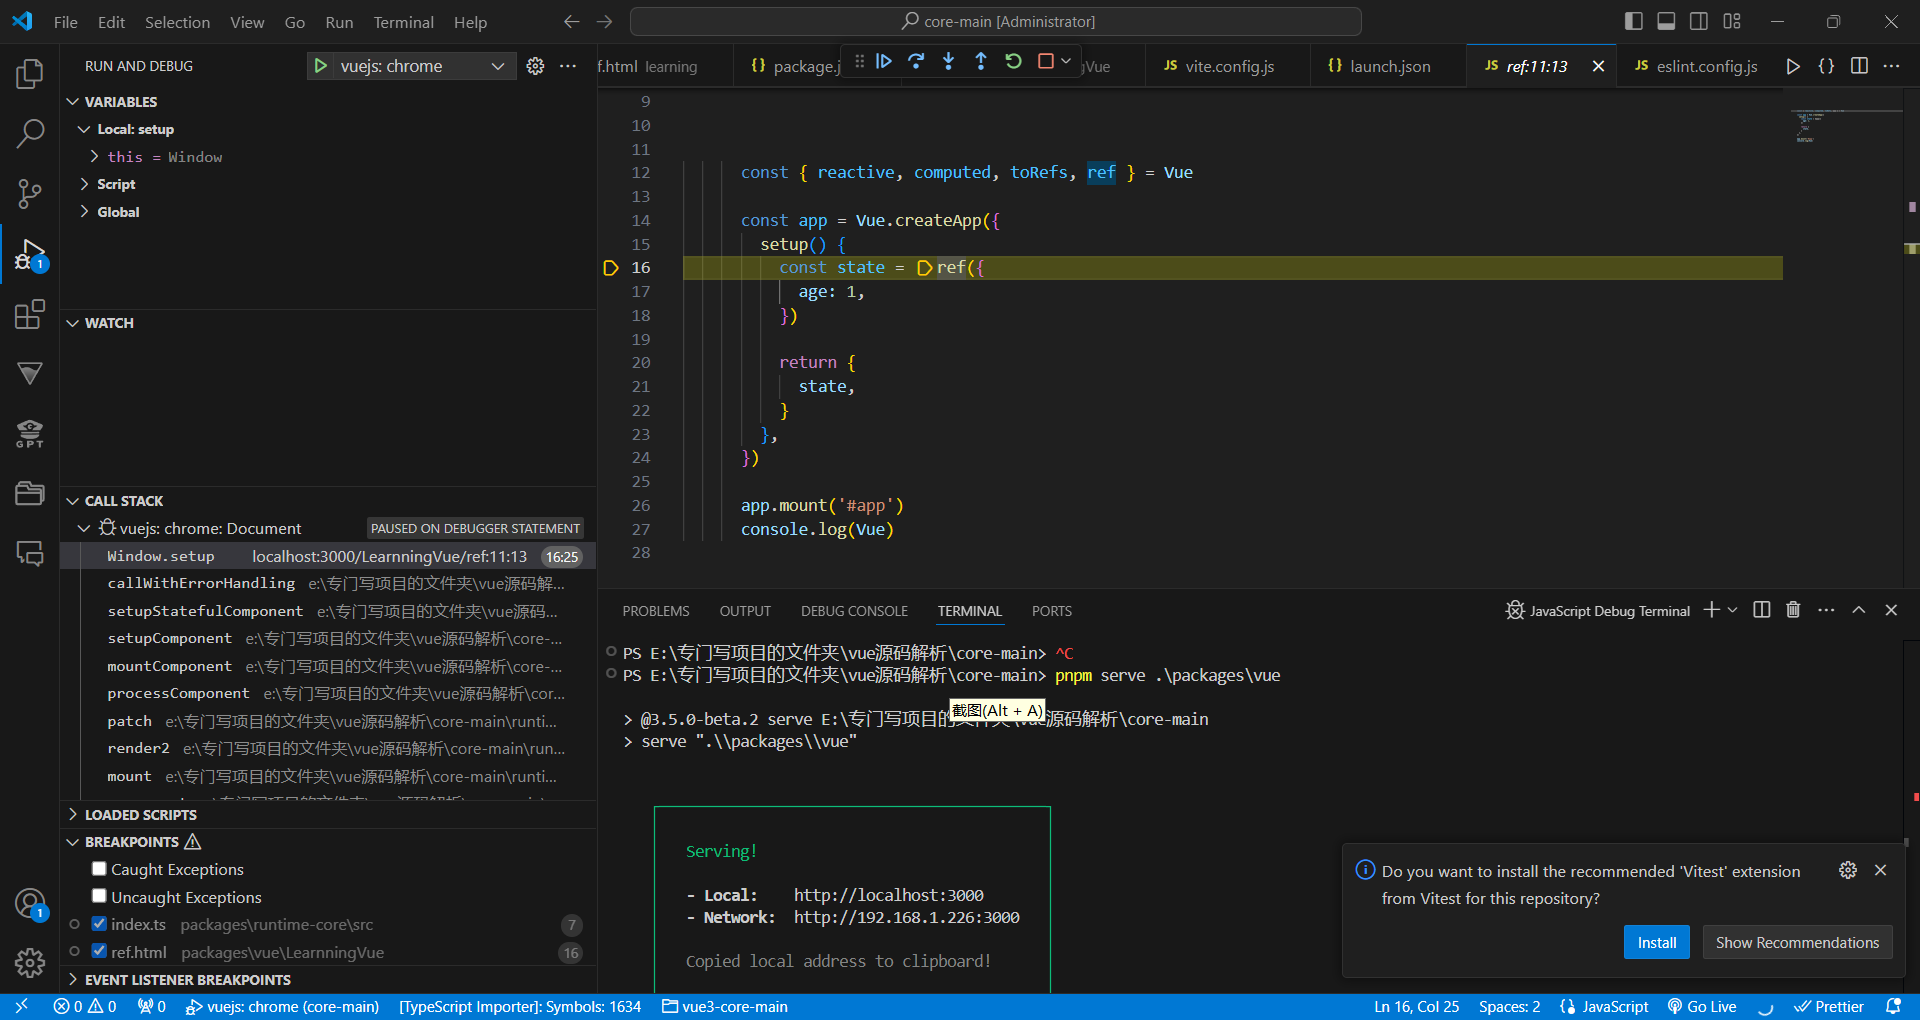 File Edit Selection View Go Run Terminal Help
core-main [Administrator]
RUN AND DEBUG
vuejs: chrome
f.html learning
package.j
gVue
JS vite.config.js
launch.json
JS ref:11:13
JS eslint.config.js
VARIABLES
Local: setup
this = Window
Script
Global
WATCH
CALL STACK
vuejs: chrome: Document PAUSED ON DEBUGGER STATEMENT
Window.setup localhost:3000/LearnningVue/ref:11:13 16:25
callWithErrorHandling e:\专门写项目的文件夹\vue源码解...
setupStatefulComponent e:\专门写项目的文件夹\vue源码...
setupComponent e:\专门写项目的文件夹\vue源码解析\core-...
mountComponent e:\专门写项目的文件夹\vue源码解析\core-...
processComponent e:\专门写项目的文件夹\vue源码解析\cor...
patch e:\专门写项目的文件夹\vue源码解析\core-main\runti...
render2 e:\专门写项目的文件夹\vue源码解析\core-main\run...
mount e:\专门写项目的文件夹\vue源码解析\core-main\runti...
LOADED SCRIPTS
BREAKPOINTS
Caught Exceptions
Uncaught Exceptions
index.ts packages\runtime-core\src 7
ref.html packages\vue\LearnningVue 16
EVENT LISTENER BREAKPOINTS
1
GPT
1
9
10
11
12 const { reactive, computed, toRefs, ref } = Vue
13
14 const app = Vue.createApp({
15 setup() {
16 const state = ref({
17 age: 1,
18 })
19
20 return {
21 state,
22 }
23 },
24 })
25
26 app.mount('#app')
27 console.log(Vue)
28
PROBLEMS OUTPUT DEBUG CONSOLE TERMINAL PORTS
JavaScript Debug Terminal
PS E:\专门写项目的文件夹\vue源码解析\core-main> ^C
PS E:\专门写项目的文件夹\vue源码解析\core-main> pnpm serve .\packages\vue
截图(Alt + A)
> @3.5.0-beta.2 serve E:\专门写项目的文件夹\vue源码解析\core-main
> serve ".\\packages\\vue"
Serving!
- Local: http://localhost:3000
- Network: http://192.168.1.226:3000
Copied local address to clipboard!
Do you want to install the recommended 'Vitest' extension
from Vitest for this repository?
Install
Show Recommendations
0 0 0 vuejs: chrome (core-main) [TypeScript Importer]: Symbols: 1634 vue3-core-main
Ln 16, Col 25 Spaces: 2 {} JavaScript Go Live Prettier